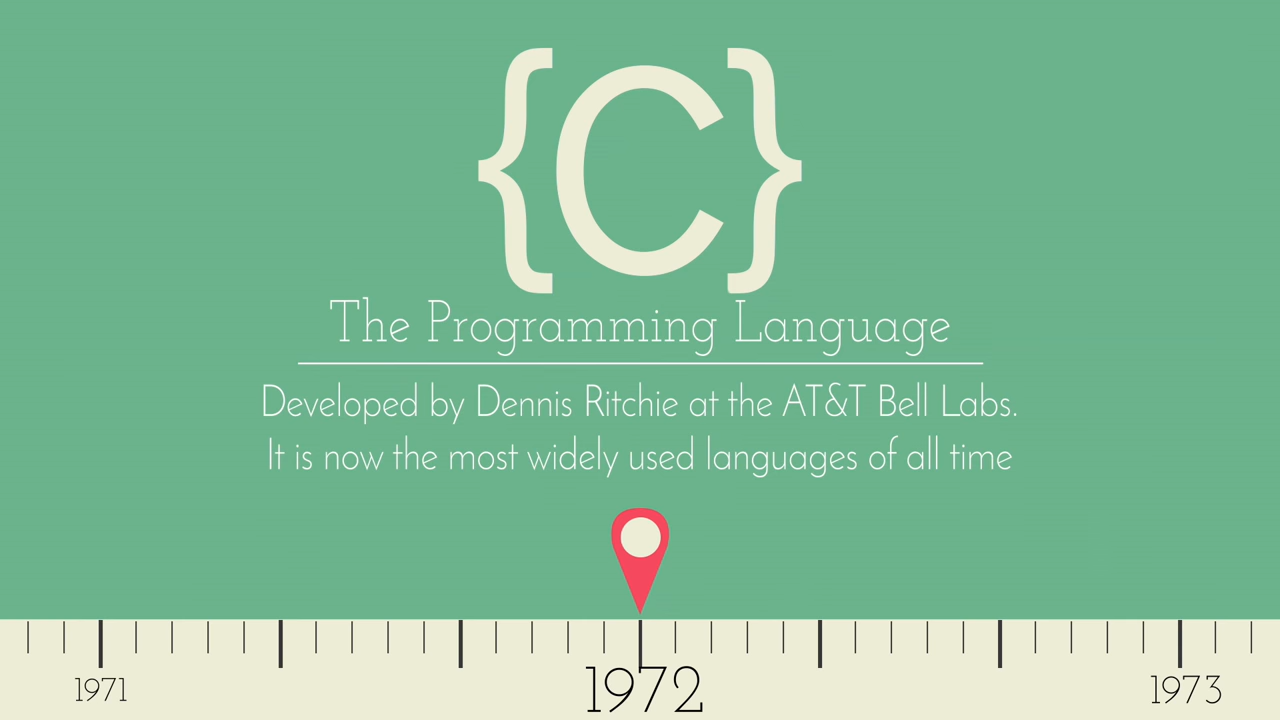 {C}
The Programming Language
Developed by Dennis Ritchie at the AT&T Bell Labs.
It is now the most widely used languages of all time
1971
1972
1973